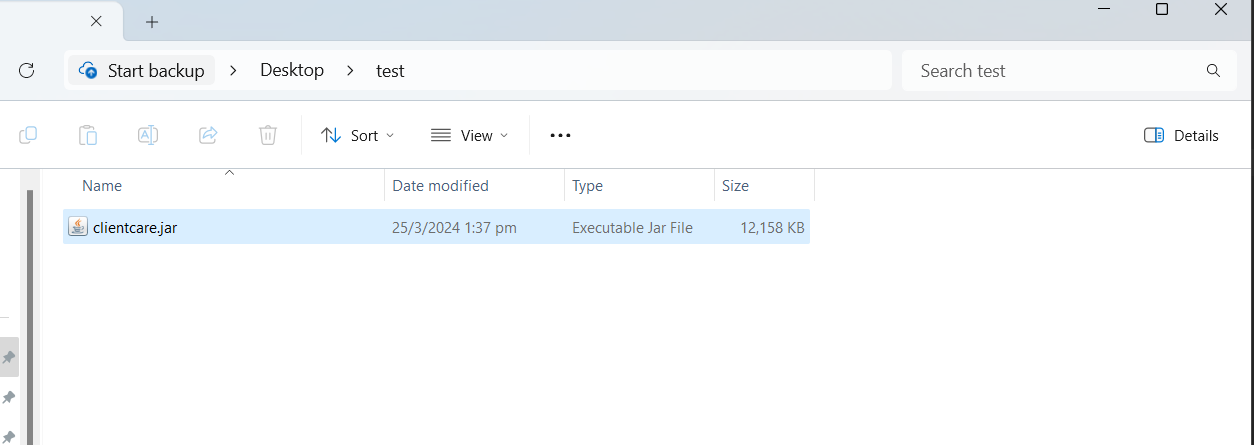 Start backup > Desktop > test
Search test
Sort View ••• Details
Name Date modified Type Size
clientcare.jar 25/3/2024 1:37 pm Executable Jar File 12,158 KB